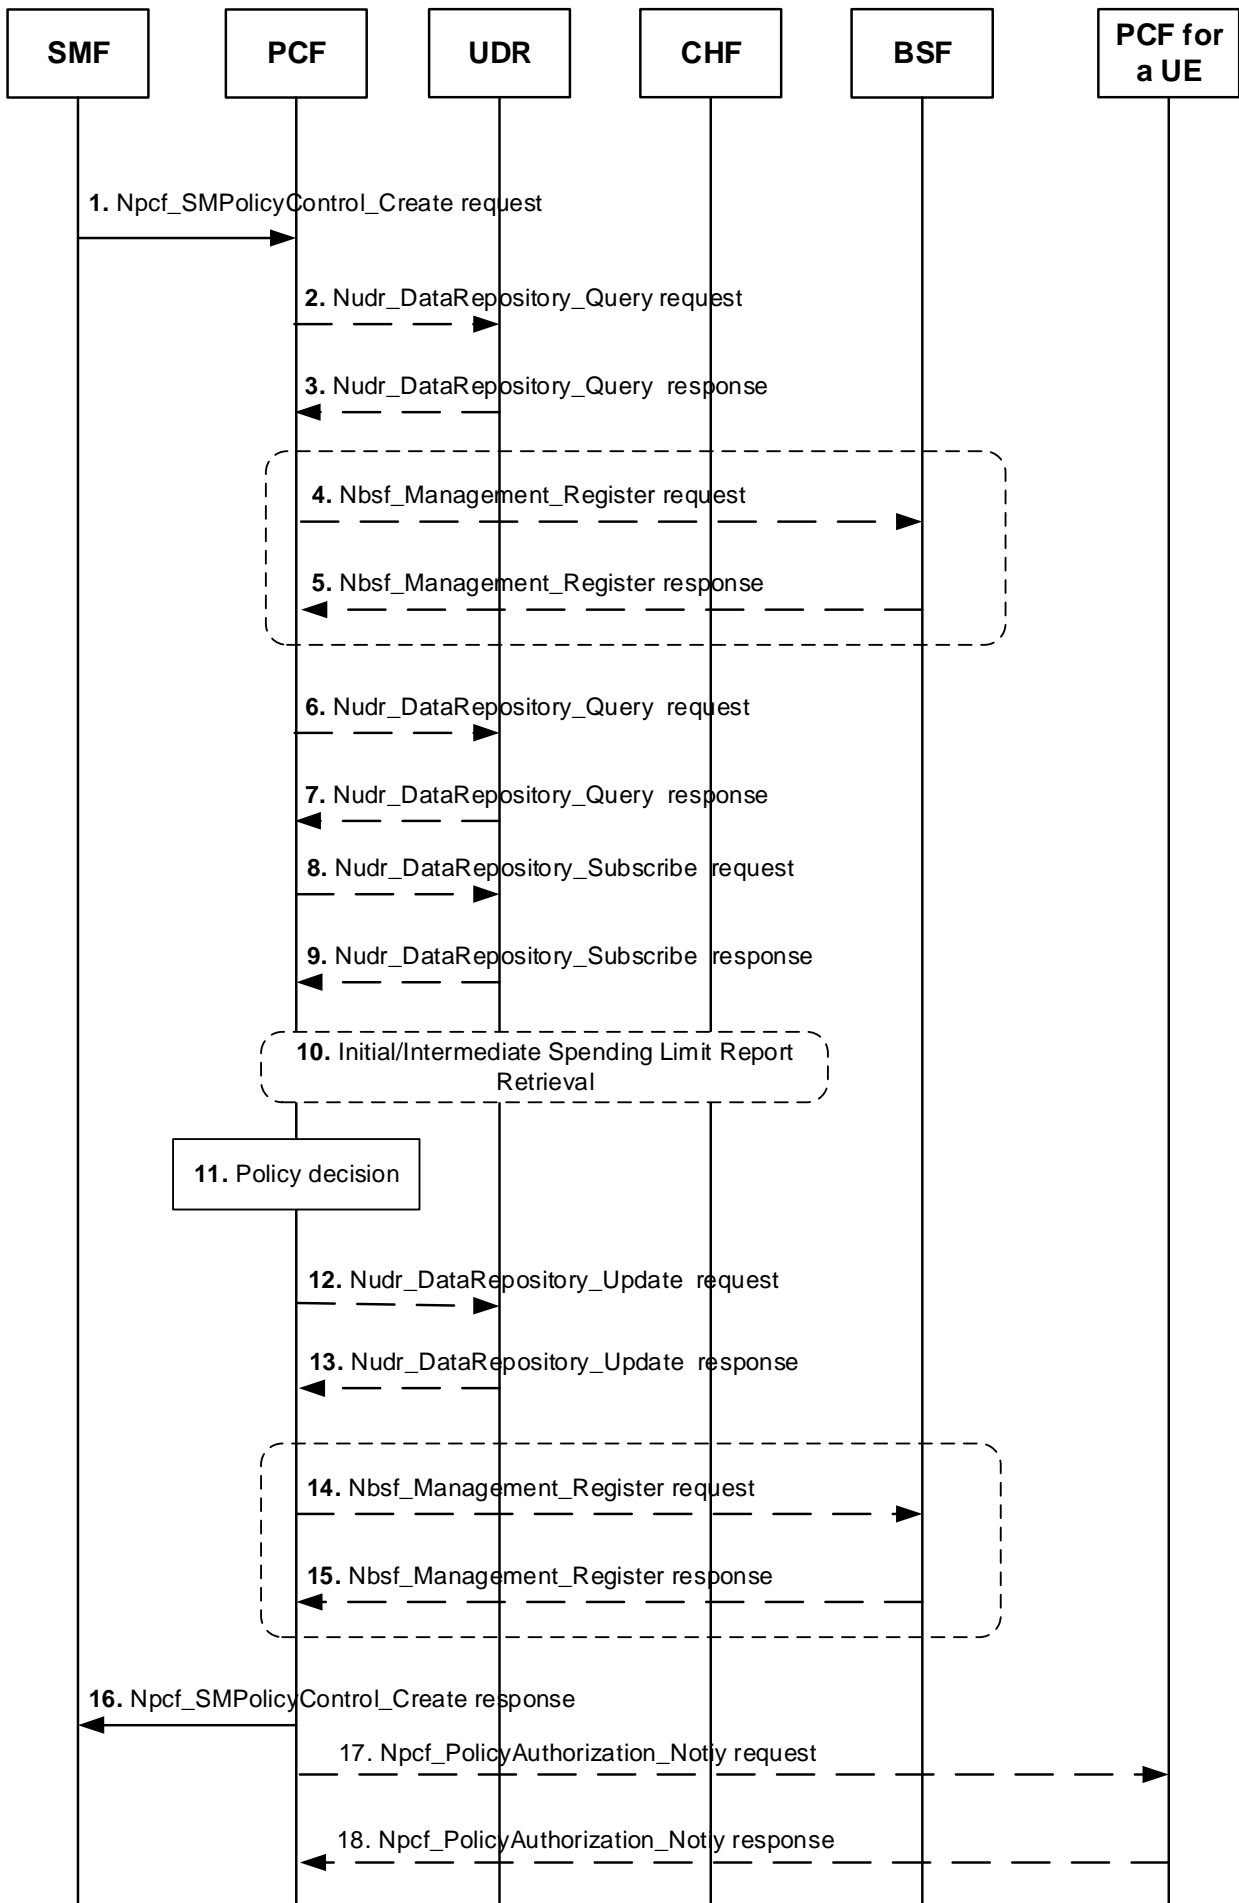 SMF
PCF
UDR
CHF
BSF
PCF for
a UE
1. Npcf_SMPolicyControl_Create request
2. Nudr_DataRepository_Query request
3. Nudr_DataRepository_Query response
4. Nbsf_Management_Register request
5. Nbsf_Management_Register response
6. Nudr_DataRepository_Query request
7. Nudr_DataRepository_Query response
8. Nudr_DataRepository_Subscribe request
9. Nudr_DataRepository_Subscribe response
10. Initial/Intermediate Spending Limit Report
Retrieval
11. Policy decision
12. Nudr_DataRepository_Update request
13. Nudr_DataRepository_Update response
14. Nbsf_Management_Register request
15. Nbsf_Management_Register response
16. Npcf_SMPolicyControl_Create response
17. Npcf_PolicyAuthorization_Notiy request
18. Npcf_PolicyAuthorization_Notiy response